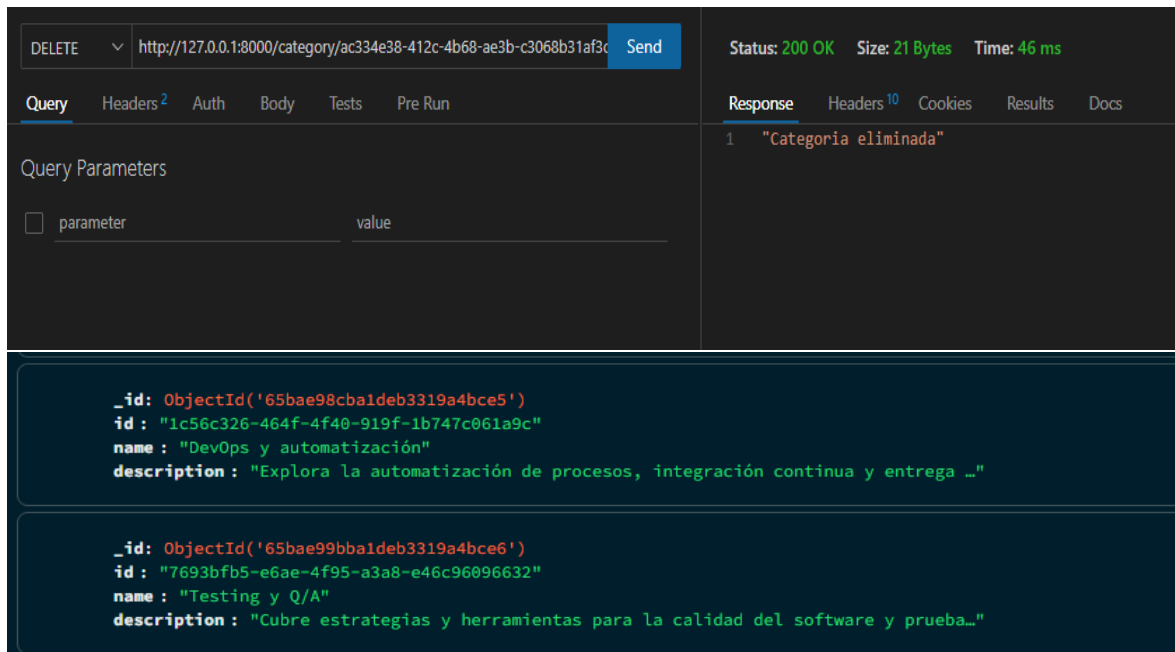 DELETE http://127.0.0.1:8000/category/ac334e38-412c-4b68-ae3b-c3068b31af3c Send
Query Headers 2 Auth Body Tests Pre Run
Query Parameters
parameter value
Status: 200 OK Size: 21 Bytes Time: 46 ms
Response Headers 10 Cookies Results Docs
1 "Categoria eliminada"
_id: ObjectId('65bae98cba1deb3319a4bce5')
id : "1c56c326-464f-4f40-919f-1b747c061a9c"
name : "DevOps y automatización"
description : "Explora la automatización de procesos, integración continua y entrega …"
_id: ObjectId('65bae99bba1deb3319a4bce6')
id : "7693bfb5-e6ae-4f95-a3a8-e46c96096632"
name : "Testing y Q/A"
description : "Cubre estrategias y herramientas para la calidad del software y prueba…"